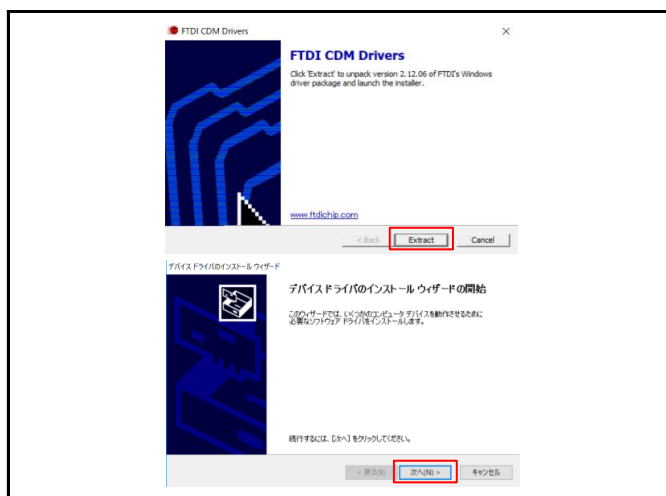 FTDI CDM Drivers
FTDI CDM Drivers
Click 'Extract' to unpack version 2.12.06 of FTDI's Windows
driver package and launch the installer.
www.ftdichip.com
< Back
Extract
Cancel
デバイス ドライバのインストール ウィザード
デバイス ドライバのインストール ウィザードの開始
このウィザードでは、いくつかのコンピュータ デバイスを動作させるために
必要なソフトウェア ドライバをインストールします。
続行するには、[次へ] をクリックしてください。
< 戻る(B)
次へ(N) >
キャンセル